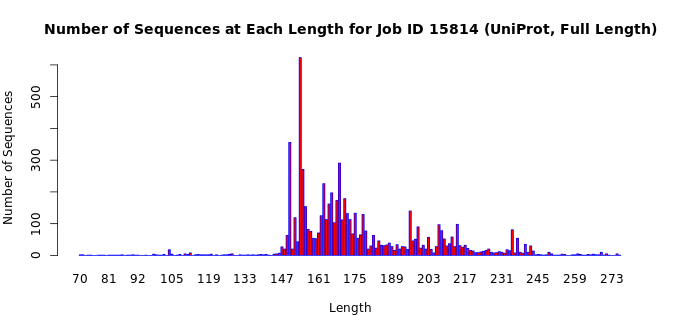 Number of Sequences at Each Length for Job ID 15814 (UniProt, Full Length)
Number of Sequences
500
300
100
0
70 81 92 105 119 133 147 161 175 189 203 217 231 245 259 273
Length